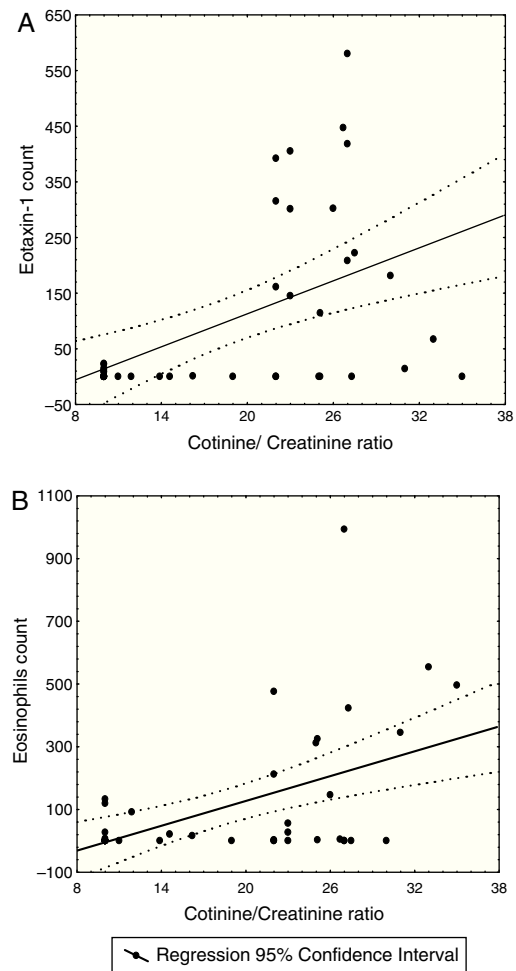 A
650
550
450
350
250
150
50
−50
Eotaxin-1 count
8 14 20 26 32 38
Cotinine/ Creatinine ratio
B
1100
900
700
500
300
100
−100
Eosinophils count
8 14 20 26 32 38
Cotinine/Creatinine ratio
Regression 95% Confidence Interval